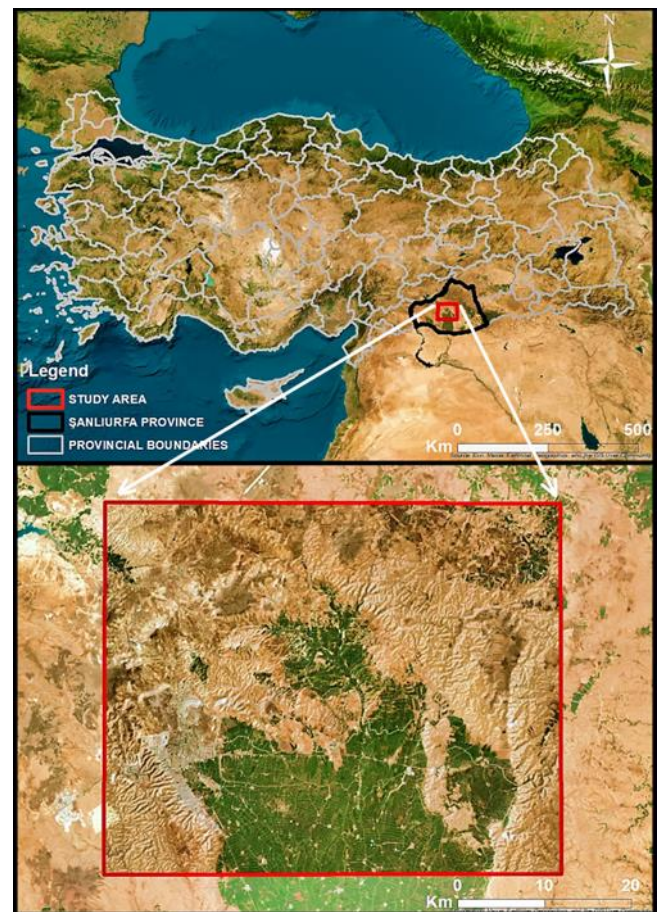 N
Legend
STUDY AREA
ŞANLIURFA PROVINCE
PROVINCIAL BOUNDARIES
0 250 500
Km
0 10 20
Km